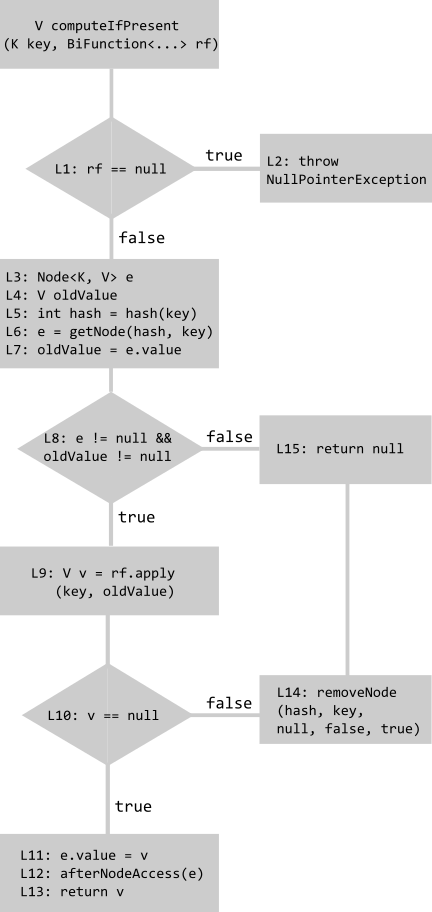 V computeIfPresent
(K key, BiFunction<...> rf)
L1: rf == null
true
L2: throw
NullPointerException
false
L3: Node<K, V> e
L4: V oldValue
L5: int hash = hash(key)
L6: e = getNode(hash, key)
L7: oldValue = e.value
L8: e != null &&
oldValue != null
false
L15: return null
true
L9: V v = rf.apply
(key, oldValue)
L10: v == null
false
L14: removeNode
(hash, key,
null, false, true)
true
L11: e.value = v
L12: afterNodeAccess(e)
L13: return v